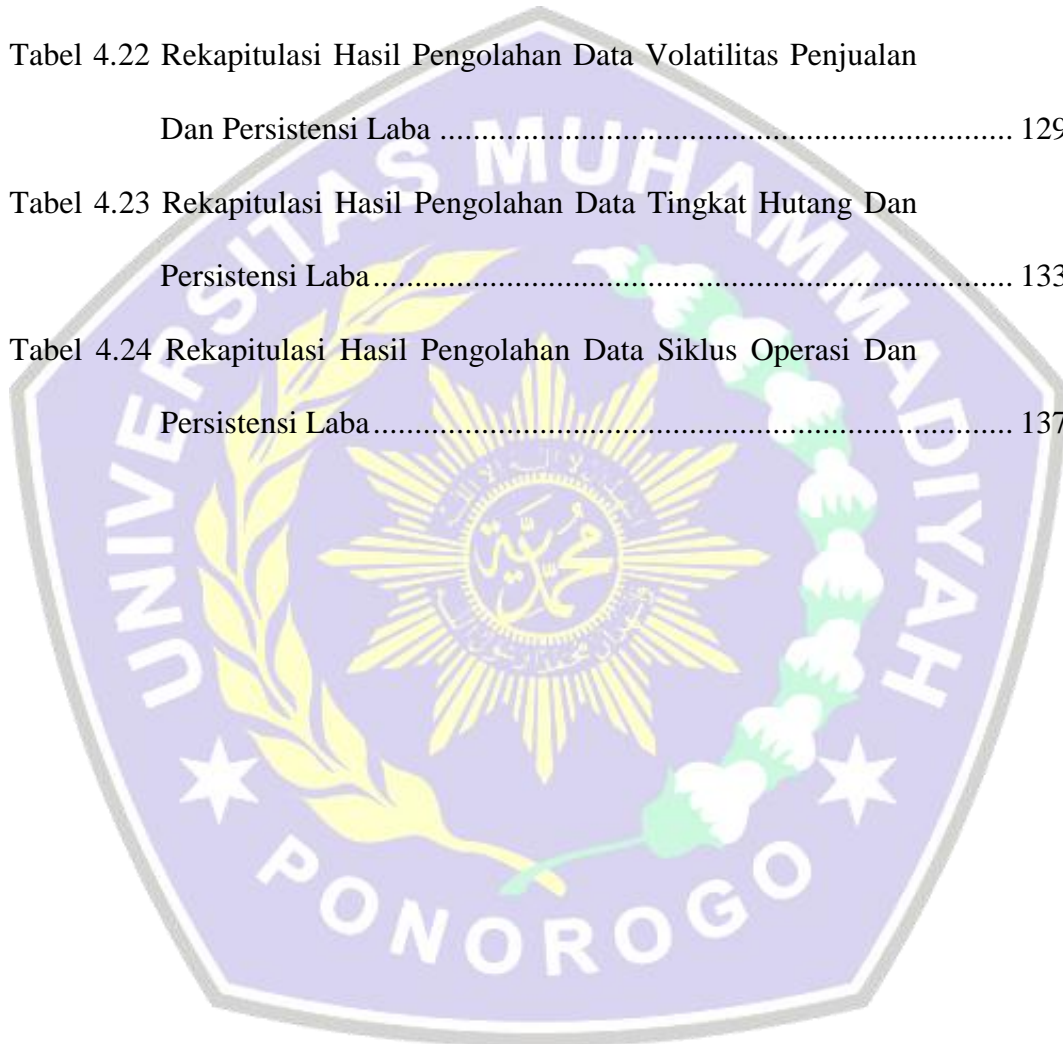 Tabel 4.22 Rekapitulasi Hasil Pengolahan Data Volatilitas Penjualan
Dan Persistensi Laba ...................................................................... 129
Tabel 4.23 Rekapitulasi Hasil Pengolahan Data Tingkat Hutang Dan
Persistensi Laba.............................................................................. 133
Tabel 4.24 Rekapitulasi Hasil Pengolahan Data Siklus Operasi Dan
Persistensi Laba.............................................................................. 137
UNIVERSITAS MUHAMMADIYAH
محمدية
PONOROGO